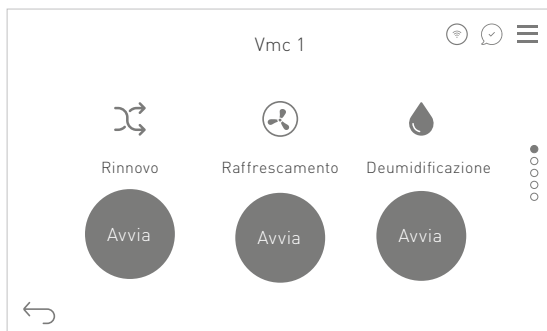 Vmc 1
Rinnovo
Raffrescamento
Deumidificazione
Avvia
Avvia
Avvia